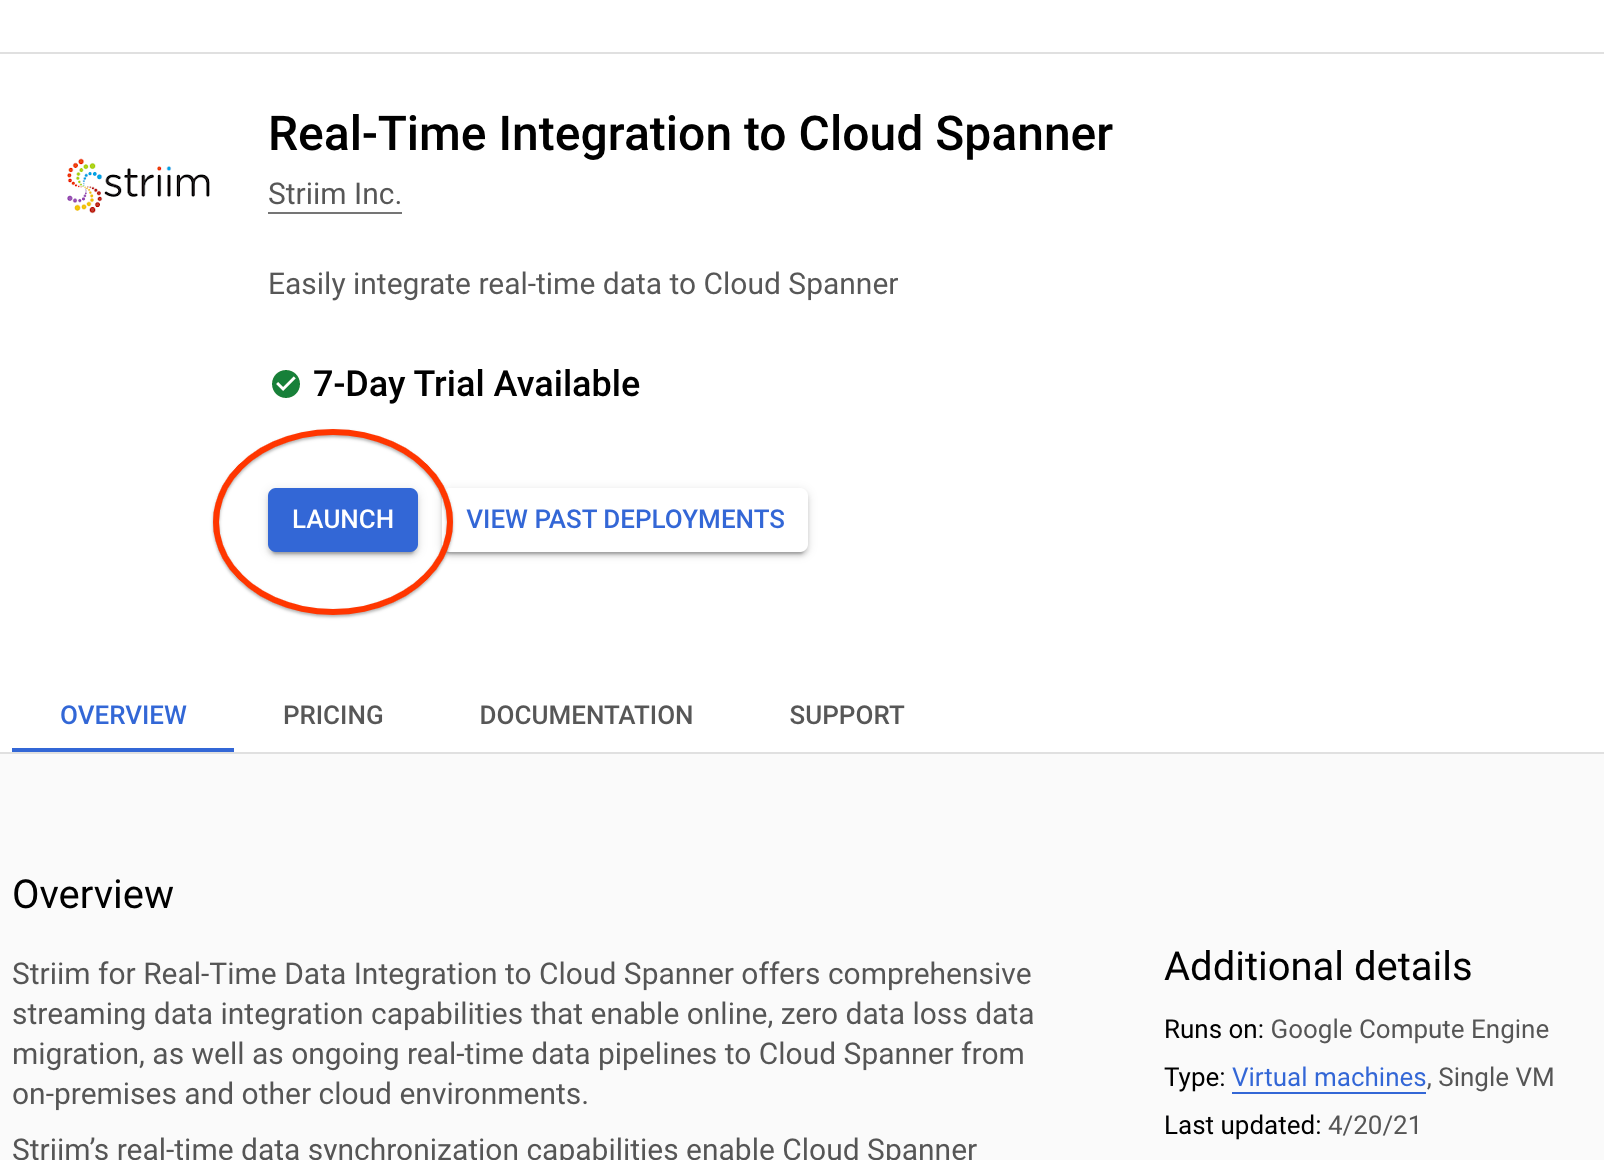 striim
Real-Time Integration to Cloud Spanner
Striim Inc.
Easily integrate real-time data to Cloud Spanner
7-Day Trial Available
LAUNCH
VIEW PAST DEPLOYMENTS
OVERVIEW
PRICING
DOCUMENTATION
SUPPORT
Overview
Striim for Real-Time Data Integration to Cloud Spanner offers comprehensive
streaming data integration capabilities that enable online, zero data loss data
migration, as well as ongoing real-time data pipelines to Cloud Spanner from
on-premises and other cloud environments.
Striim’s real-time data synchronization capabilities enable Cloud Spanner
Additional details
Runs on: Google Compute Engine
Type: Virtual machines, Single VM
Last updated: 4/20/21